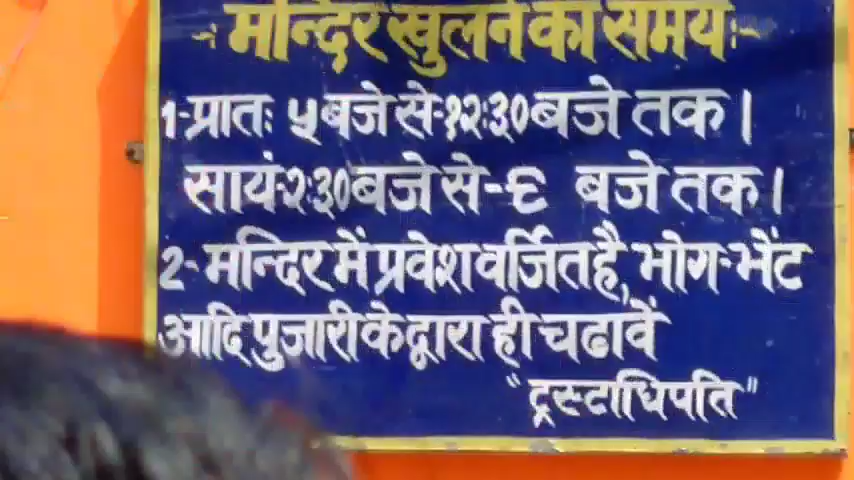 मन्दिर खुलने का समय:-
1-प्रातः ५ बजे से-१२:३० बजे तक।
सायं-२:३० बजे से-६ बजे तक।
2-मन्दिर में प्रवेश वर्जित है, भोग-भेंट
आदि पुजारी के द्वारा ही चढावें
"ट्रस्टाधिपति"